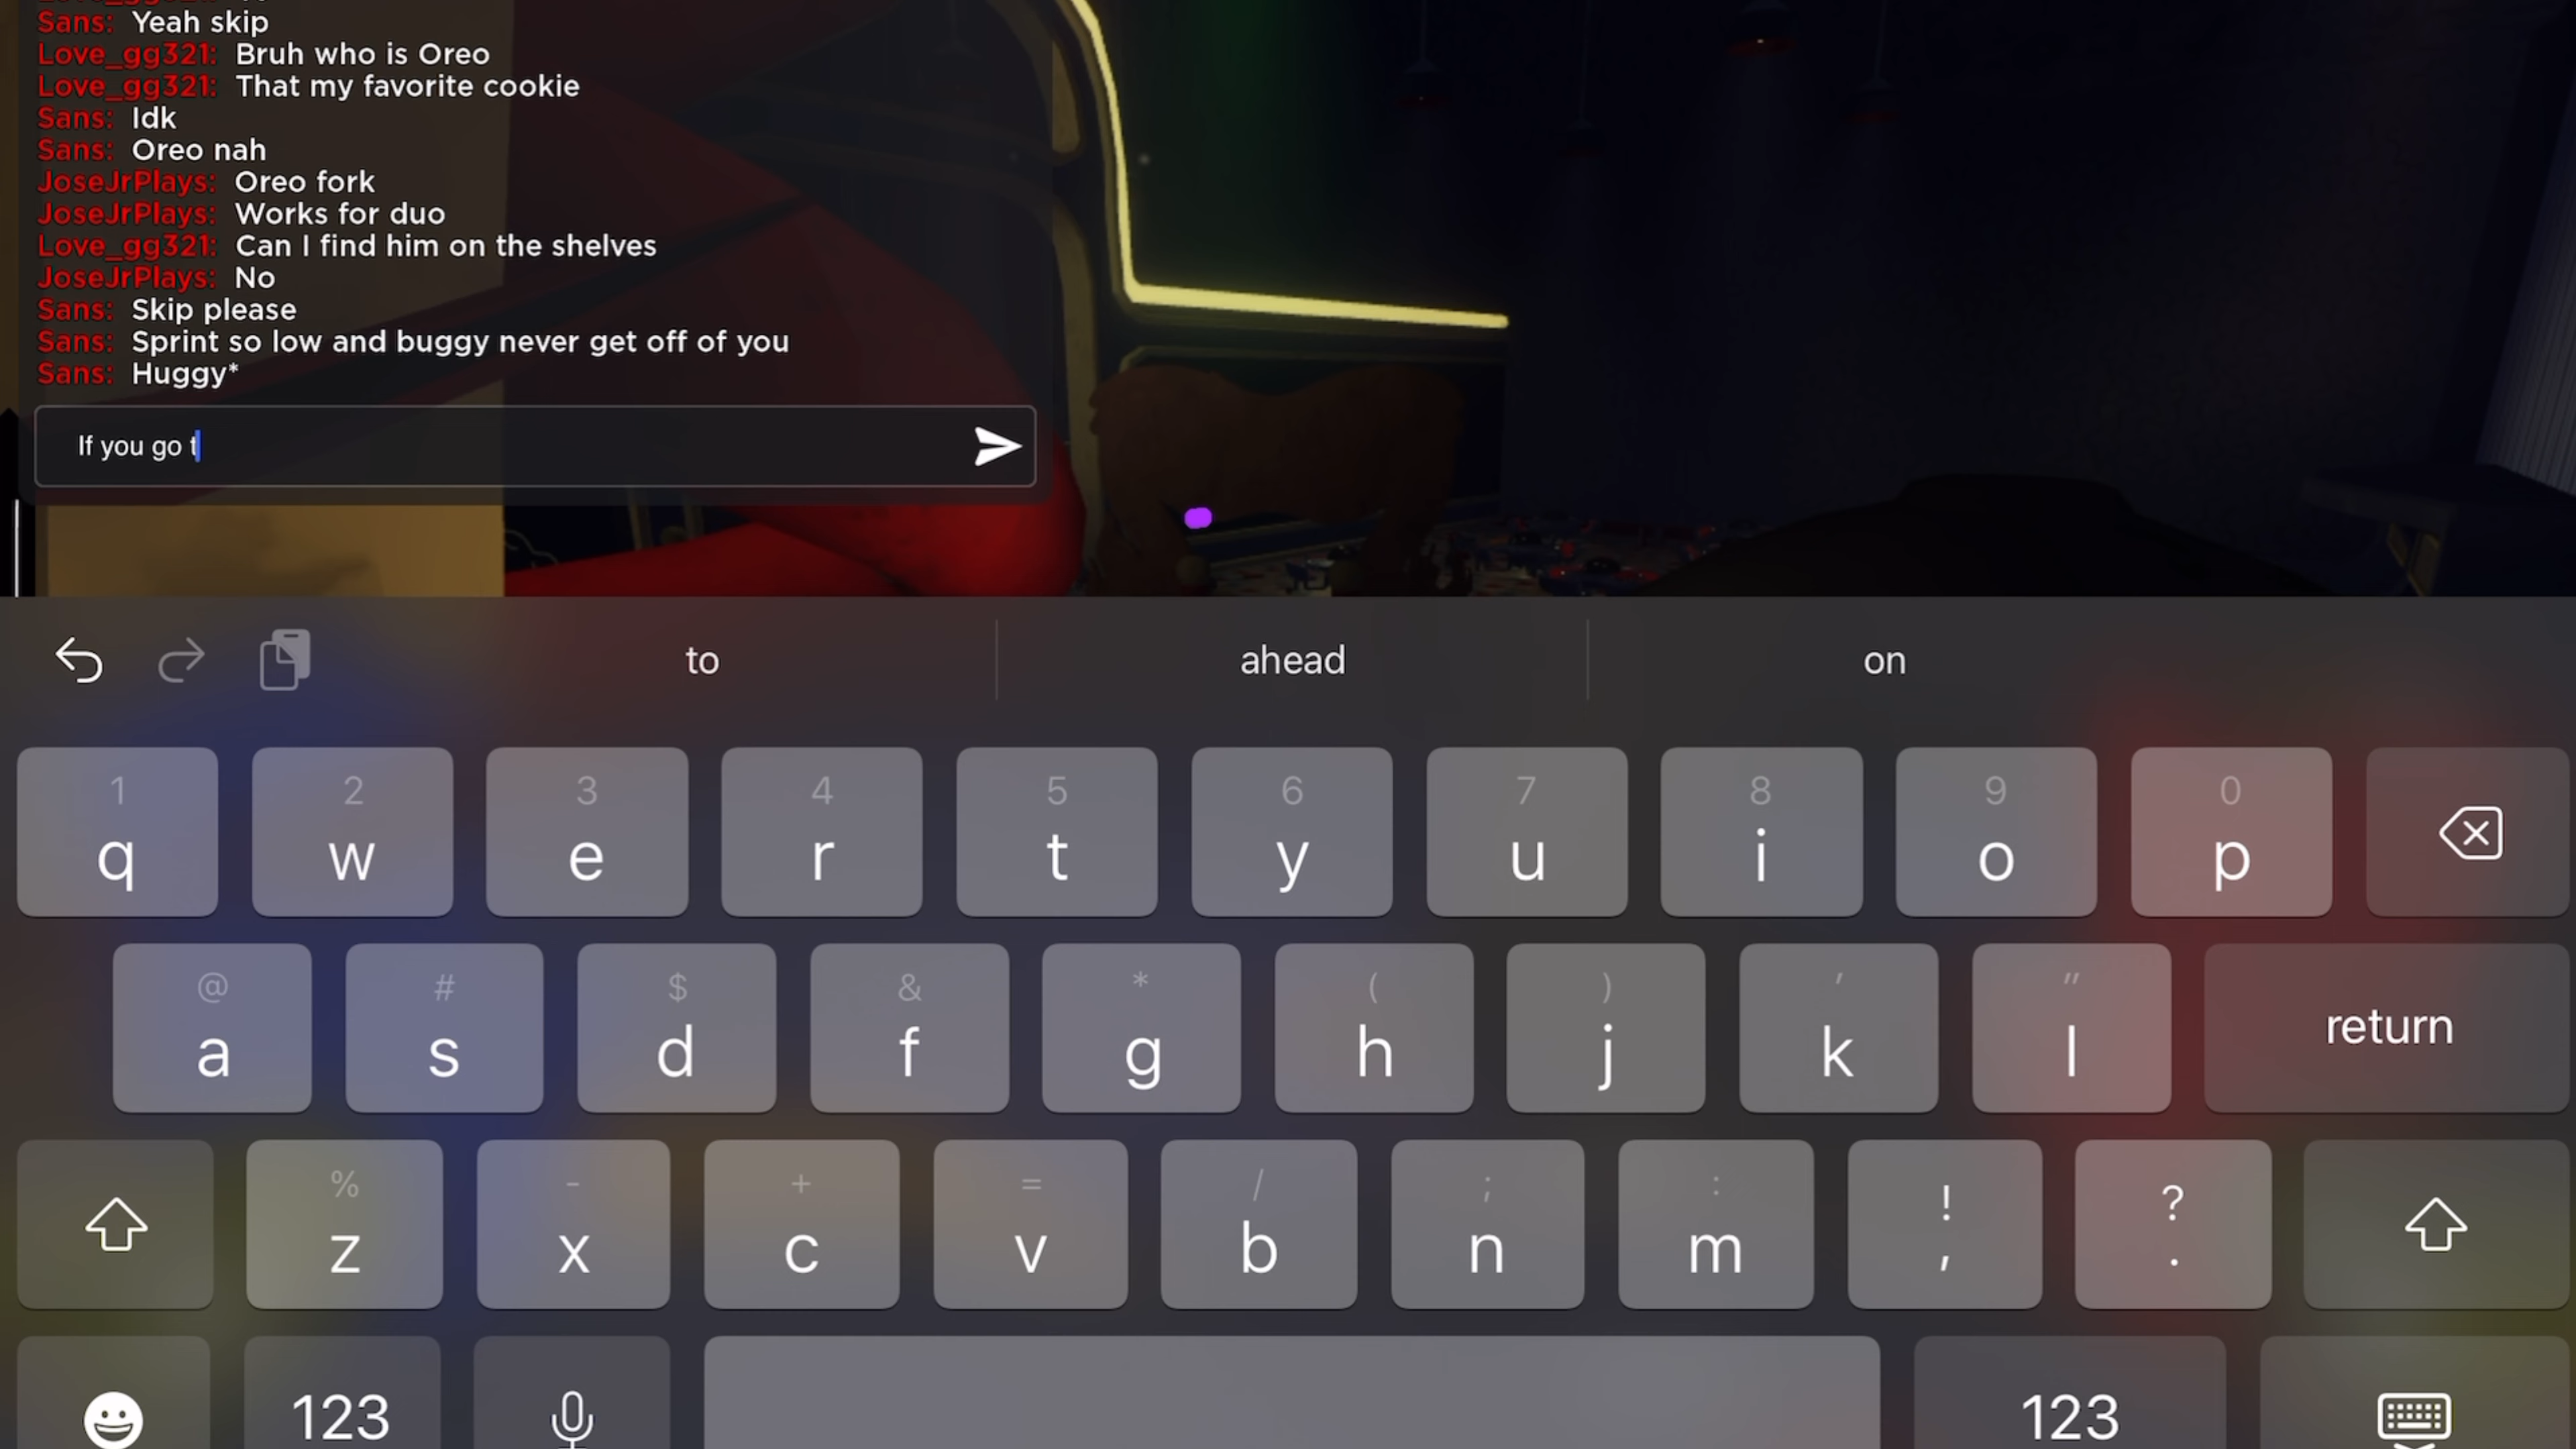 Sans: Yeah skip
Love_gg321: Bruh who is Oreo
Love_gg321: That my favorite cookie
Sans: Idk
Sans: Oreo nah
JoseJrPlays: Oreo fork
JoseJrPlays: Works for duo
Love_gg321: Can I find him on the shelves
JoseJrPlays: No
Sans: Skip please
Sans: Sprint so low and buggy never get off of you
Sans: Huggy*
If you go t
to ahead on
1 2 3 4 5 6 7 8 9 0
q w e r t y u i o p
@ # $ & * ( ) ' "
a s d f g h j k l return
% - + = / ; : ! ?
z x c v b n m , .
123 123